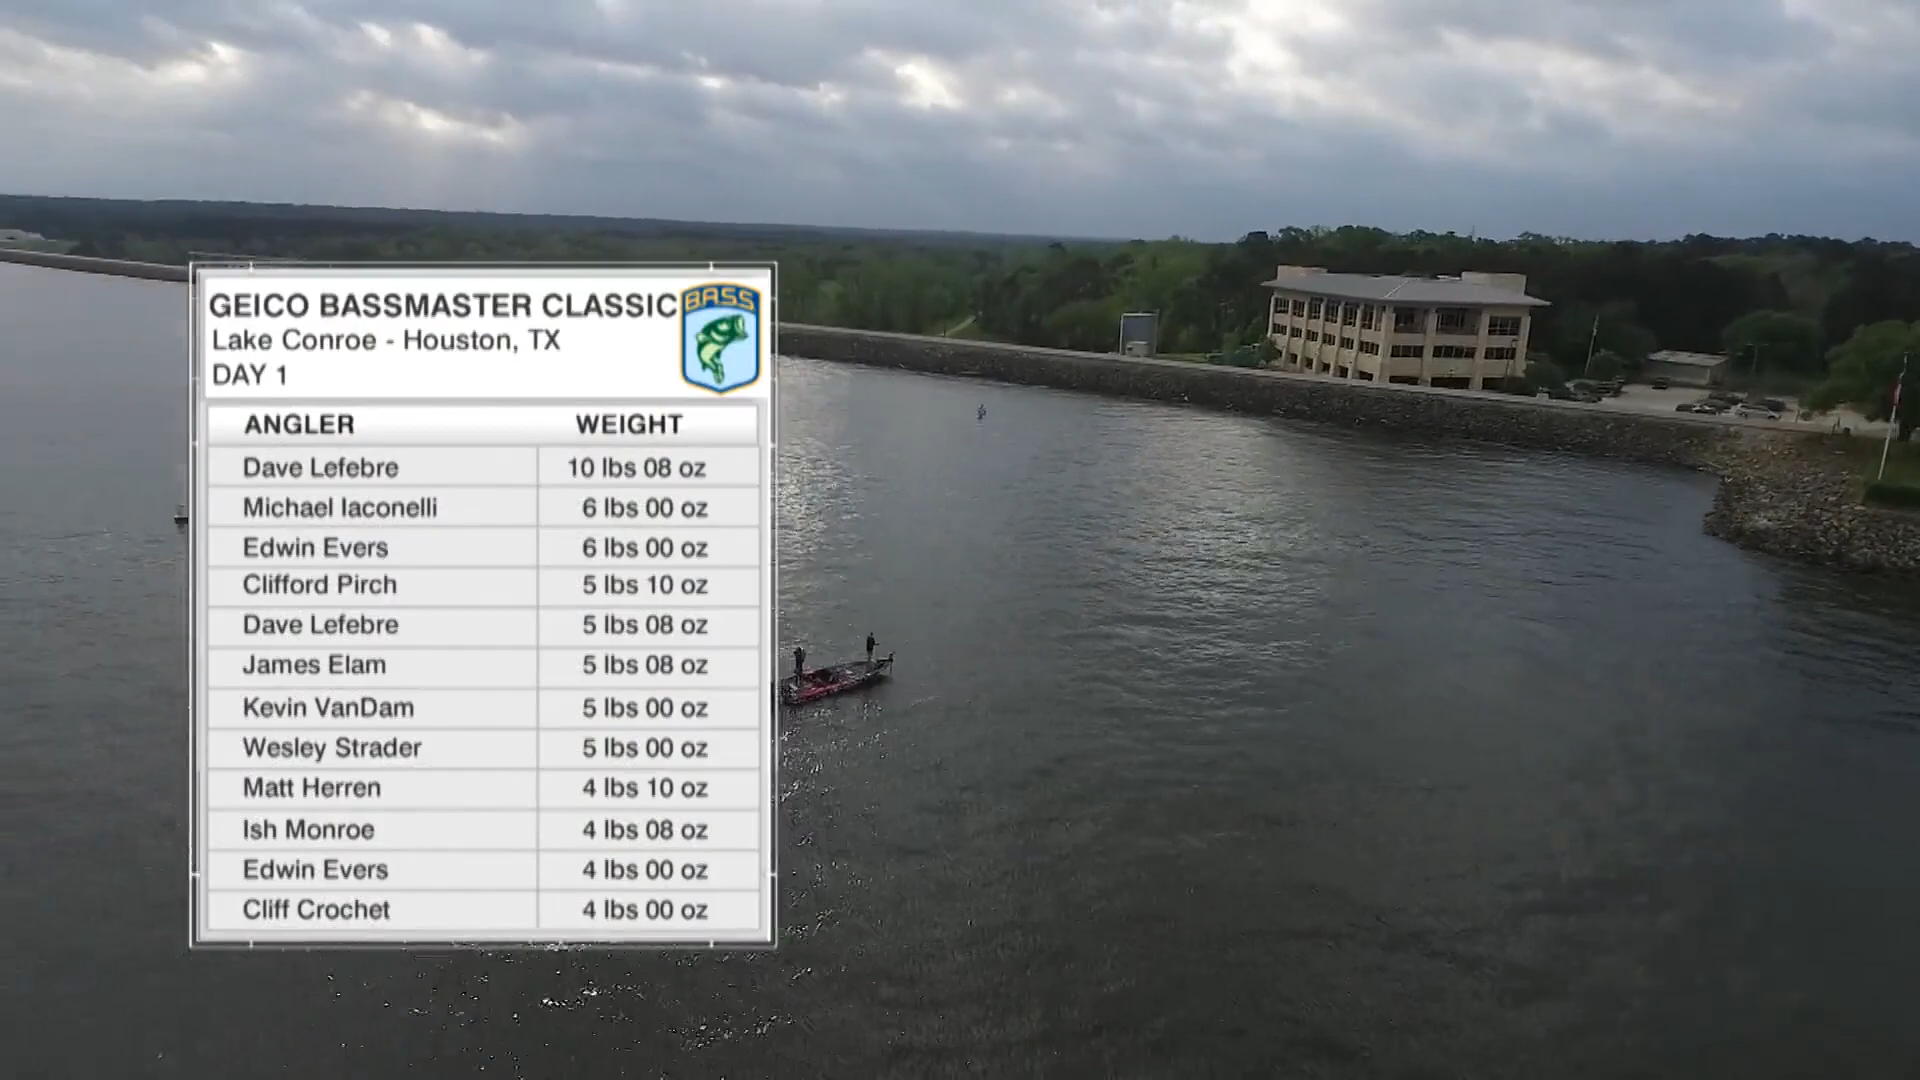 GEICO BASSMASTER CLASSIC
BASS
Lake Conroe - Houston, TX
DAY 1
ANGLER WEIGHT
Dave Lefebre 10 lbs 08 oz
Michael Iaconelli 6 lbs 00 oz
Edwin Evers 6 lbs 00 oz
Clifford Pirch 5 lbs 10 oz
Dave Lefebre 5 lbs 08 oz
James Elam 5 lbs 08 oz
Kevin VanDam 5 lbs 00 oz
Wesley Strader 5 lbs 00 oz
Matt Herren 4 lbs 10 oz
Ish Monroe 4 lbs 08 oz
Edwin Evers 4 lbs 00 oz
Cliff Crochet 4 lbs 00 oz